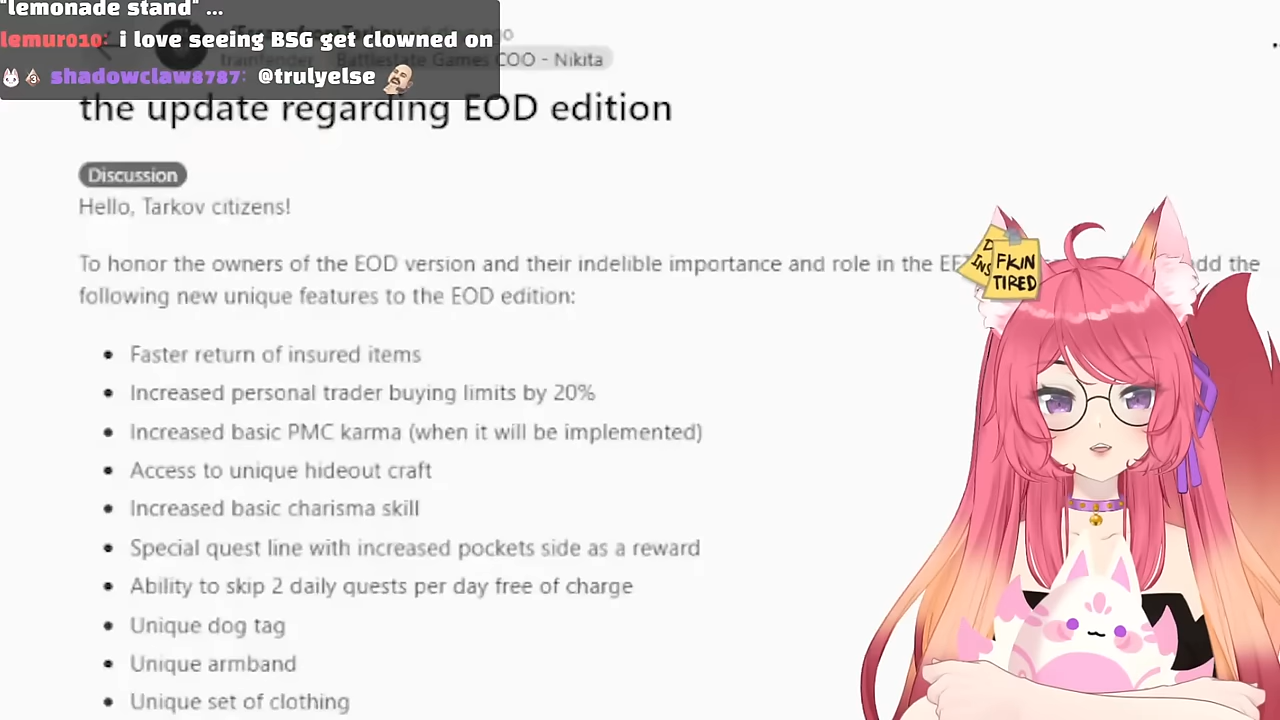 "lemonade stand" ...
lemur010: i love seeing BSG get clowned on
trainfender Battlestate Games COO - Nikita
shadowclaw8787: @trulyelse
the update regarding EOD edition
Discussion
Hello, Tarkov citizens!
To honor the owners of the EOD version and their indelible importance and role in the add the
following new unique features to the EOD edition:
FKIN
TIRED
• Faster return of insured items
• Increased personal trader buying limits by 20%
• Increased basic PMC karma (when it will be implemented)
• Access to unique hideout craft
• Increased basic charisma skill
• Special quest line with increased pockets side as a reward
• Ability to skip 2 daily quests per day free of charge
• Unique dog tag
• Unique armband
• Unique set of clothing